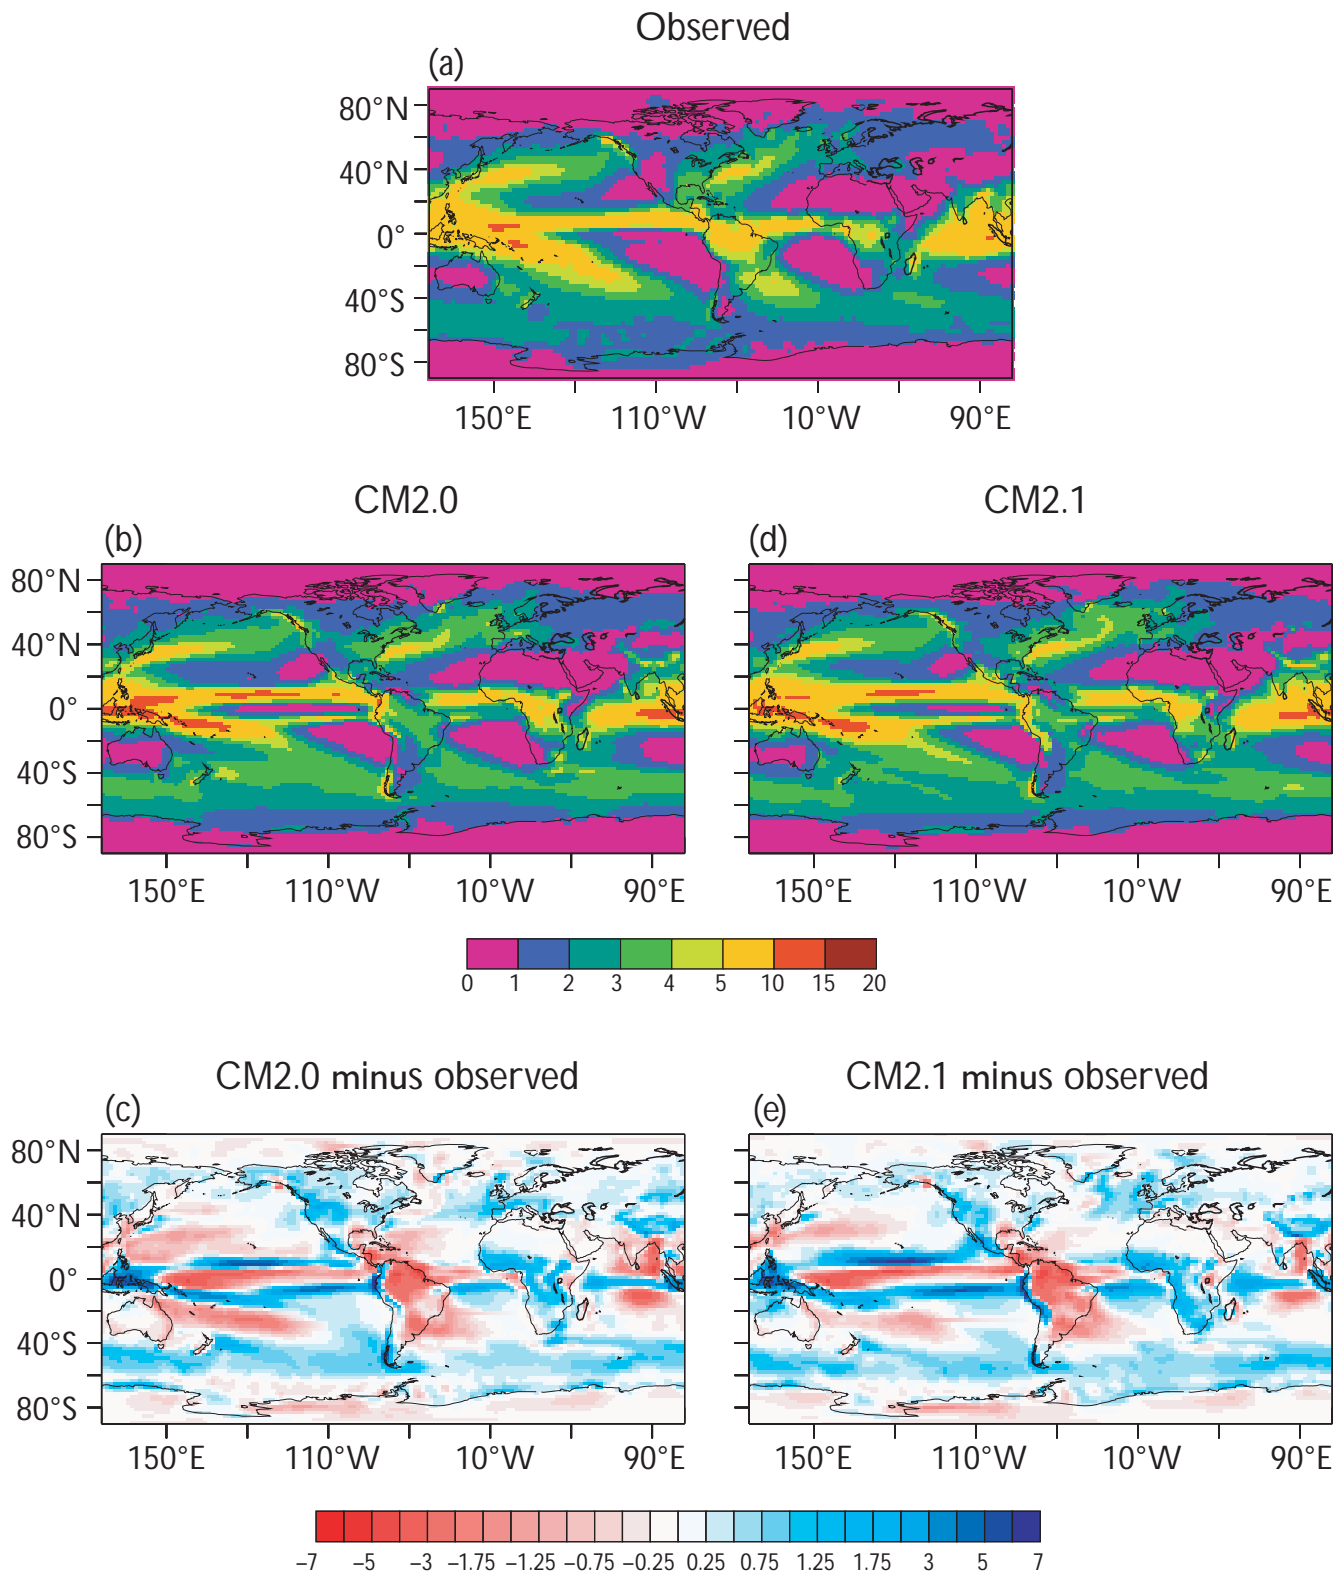 Observed
(a)
80°N
40°N
0°
40°S
80°S
150°E 110°W 10°W 90°E
CM2.0 CM2.1
(b) (d)
80°N 80°N
40°N 40°N
0° 0°
40°S 40°S
80°S 80°S
150°E 110°W 10°W 90°E 150°E 110°W 10°W 90°E
0 1 2 3 4 5 10 15 20
CM2.0 minus observed CM2.1 minus observed
(c) (e)
80°N 80°N
40°N 40°N
0° 0°
40°S 40°S
80°S 80°S
150°E 110°W 10°W 90°E 150°E 110°W 10°W 90°E
−7 −5 −3 −1.75 −1.25 −0.75 −0.25 0.25 0.75 1.25 1.75 3 5 7